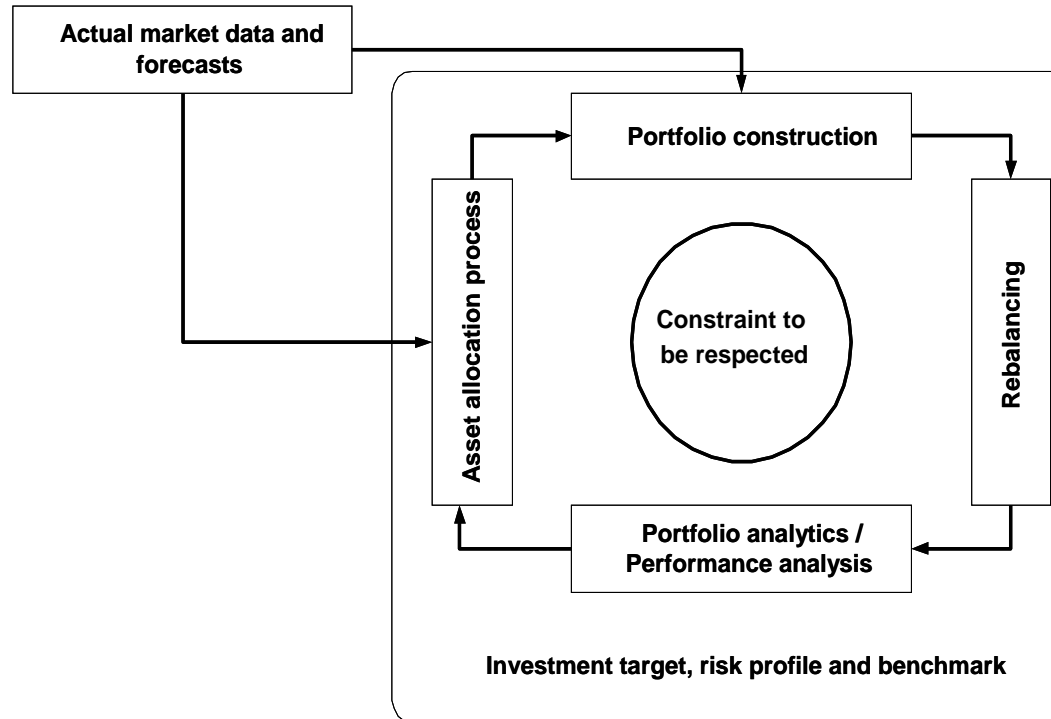 Actual market data and
forecasts
Portfolio construction
Asset allocation process
Constraint to
be respected
Rebalancing
Portfolio analytics /
Performance analysis
Investment target, risk profile and benchmark